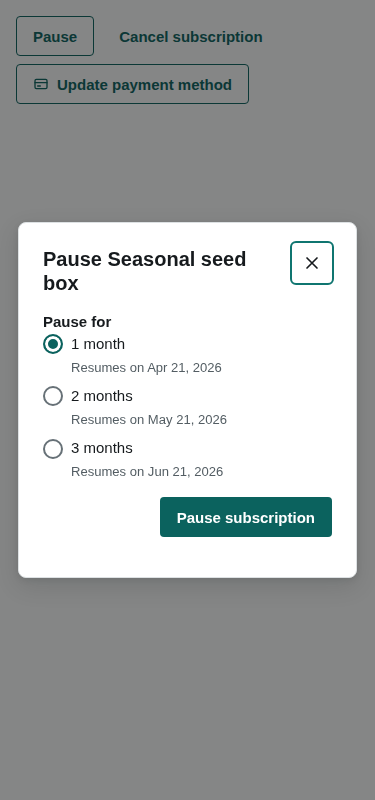 Pause
Cancel subscription
Update payment method
Pause Seasonal seed
box
Pause for
1 month
Resumes on Apr 21, 2026
2 months
Resumes on May 21, 2026
3 months
Resumes on Jun 21, 2026
Pause subscription